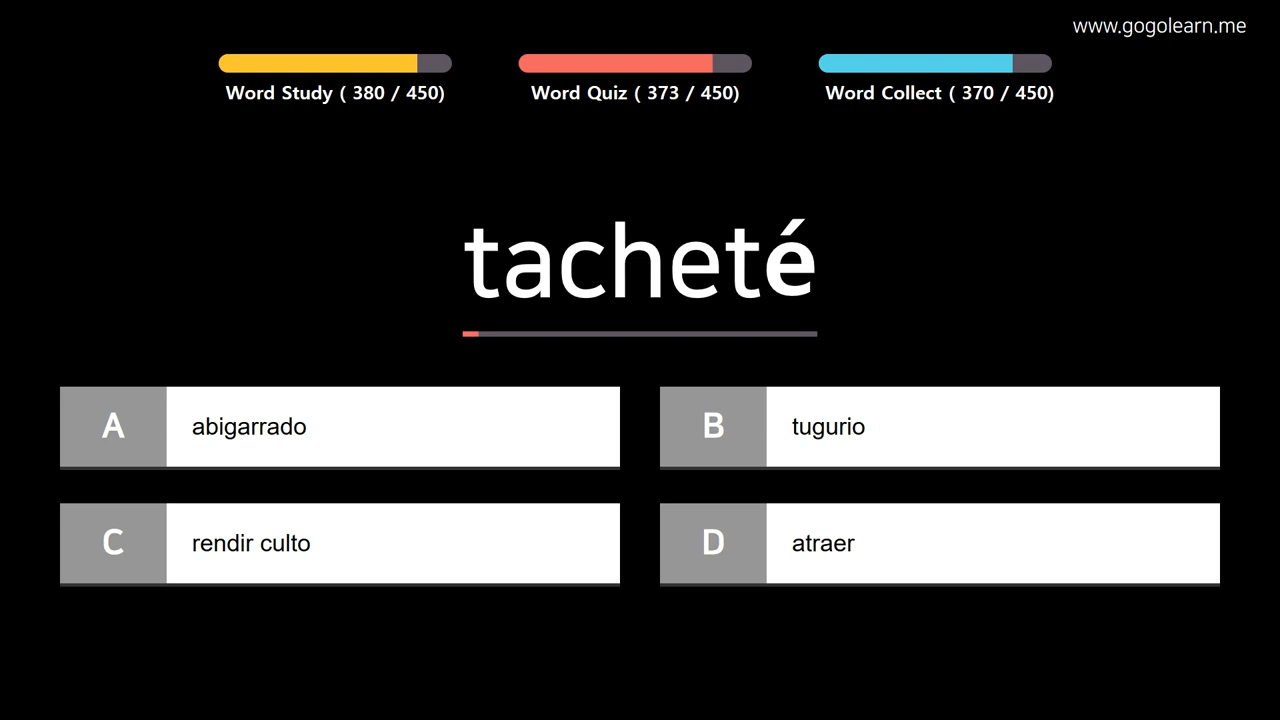 www.gogolearn.me
Word Study ( 380 / 450)
Word Quiz ( 373 / 450)
Word Collect ( 370 / 450)
tacheté
A abigarrado
B tugurio
C rendir culto
D atraer